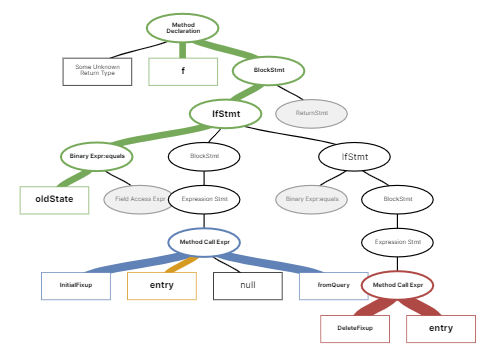 Method
Declaration
Some Unknown
Return Type
f
BlockStmt
IfStmt
ReturnStmt
Binary Expr:equals
BlockStmt
IfStmt
oldState
Field Access Expr
Expression Stmt
Binary Expr:equals
BlockStmt
Method Call Expr
Expression Stmt
InitialFixup
entry
null
fromQuery
Method Call Expr
DeleteFixup
entry